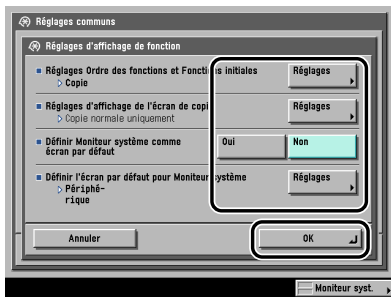 Réglages communs
Réglages d'affichage de fonction
Réglages Ordre des fonctions et Fonctions initiales
Copie
Réglages
Réglages d'affichage de l'écran de copi
Copie normale uniquement
Réglages
Définir Moniteur système comme
écran par défaut
Oui
Non
Définir l'écran par défaut pour Moniteur système
Périphé-
rique
Réglages
Annuler
OK
Moniteur syst.